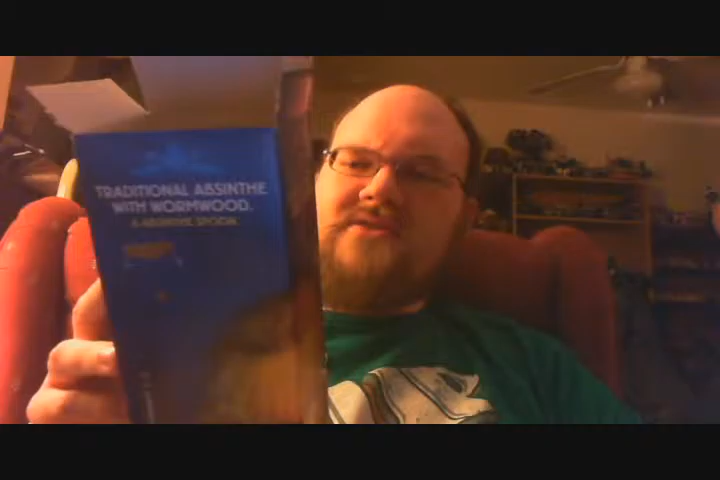 TRADITIONAL ABSINTHE
WITH WORMWOOD.
& ABSINTHE SPOON.